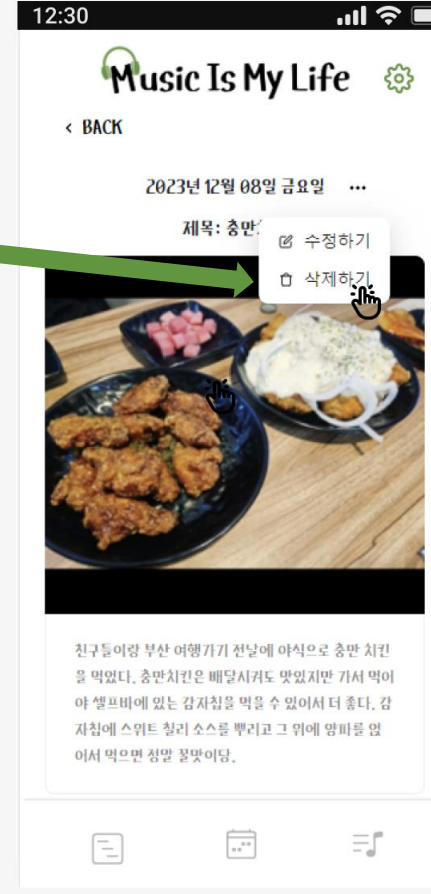 12:30
Music Is My Life
< BACK
2023년 12월 08일 금요일 ...
제목: 충만
수정하기
삭제하기
친구들이랑 부산 여행가기 전날에 야식으로 충만 치킨
을 먹었다. 충만치킨은 배달시켜도 맛있지만 가서 먹어
야 셀프바에 있는 감자칩을 먹을 수 있어서 더 좋다. 감
자칩에 스위트 칠리 소스를 뿌리고 그 위에 양파를 얹
어서 먹으면 정말 꿀맛이당.